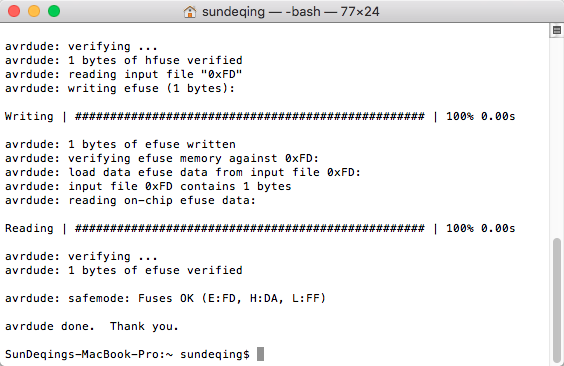 sundeqing — -bash — 77×24
avrdude: verifying ...
avrdude: 1 bytes of hfuse verified
avrdude: reading input file "0xFD"
avrdude: writing efuse (1 bytes):
Writing | ################################################## | 100% 0.00s
avrdude: 1 bytes of efuse written
avrdude: verifying efuse memory against 0xFD:
avrdude: load data efuse data from input file 0xFD:
avrdude: input file 0xFD contains 1 bytes
avrdude: reading on-chip efuse data:
Reading | ################################################## | 100% 0.00s
avrdude: verifying ...
avrdude: 1 bytes of efuse verified
avrdude: safemode: Fuses OK (E:FD, H:DA, L:FF)
avrdude done.  Thank you.
SunDeqings-MacBook-Pro:~ sundeqing$